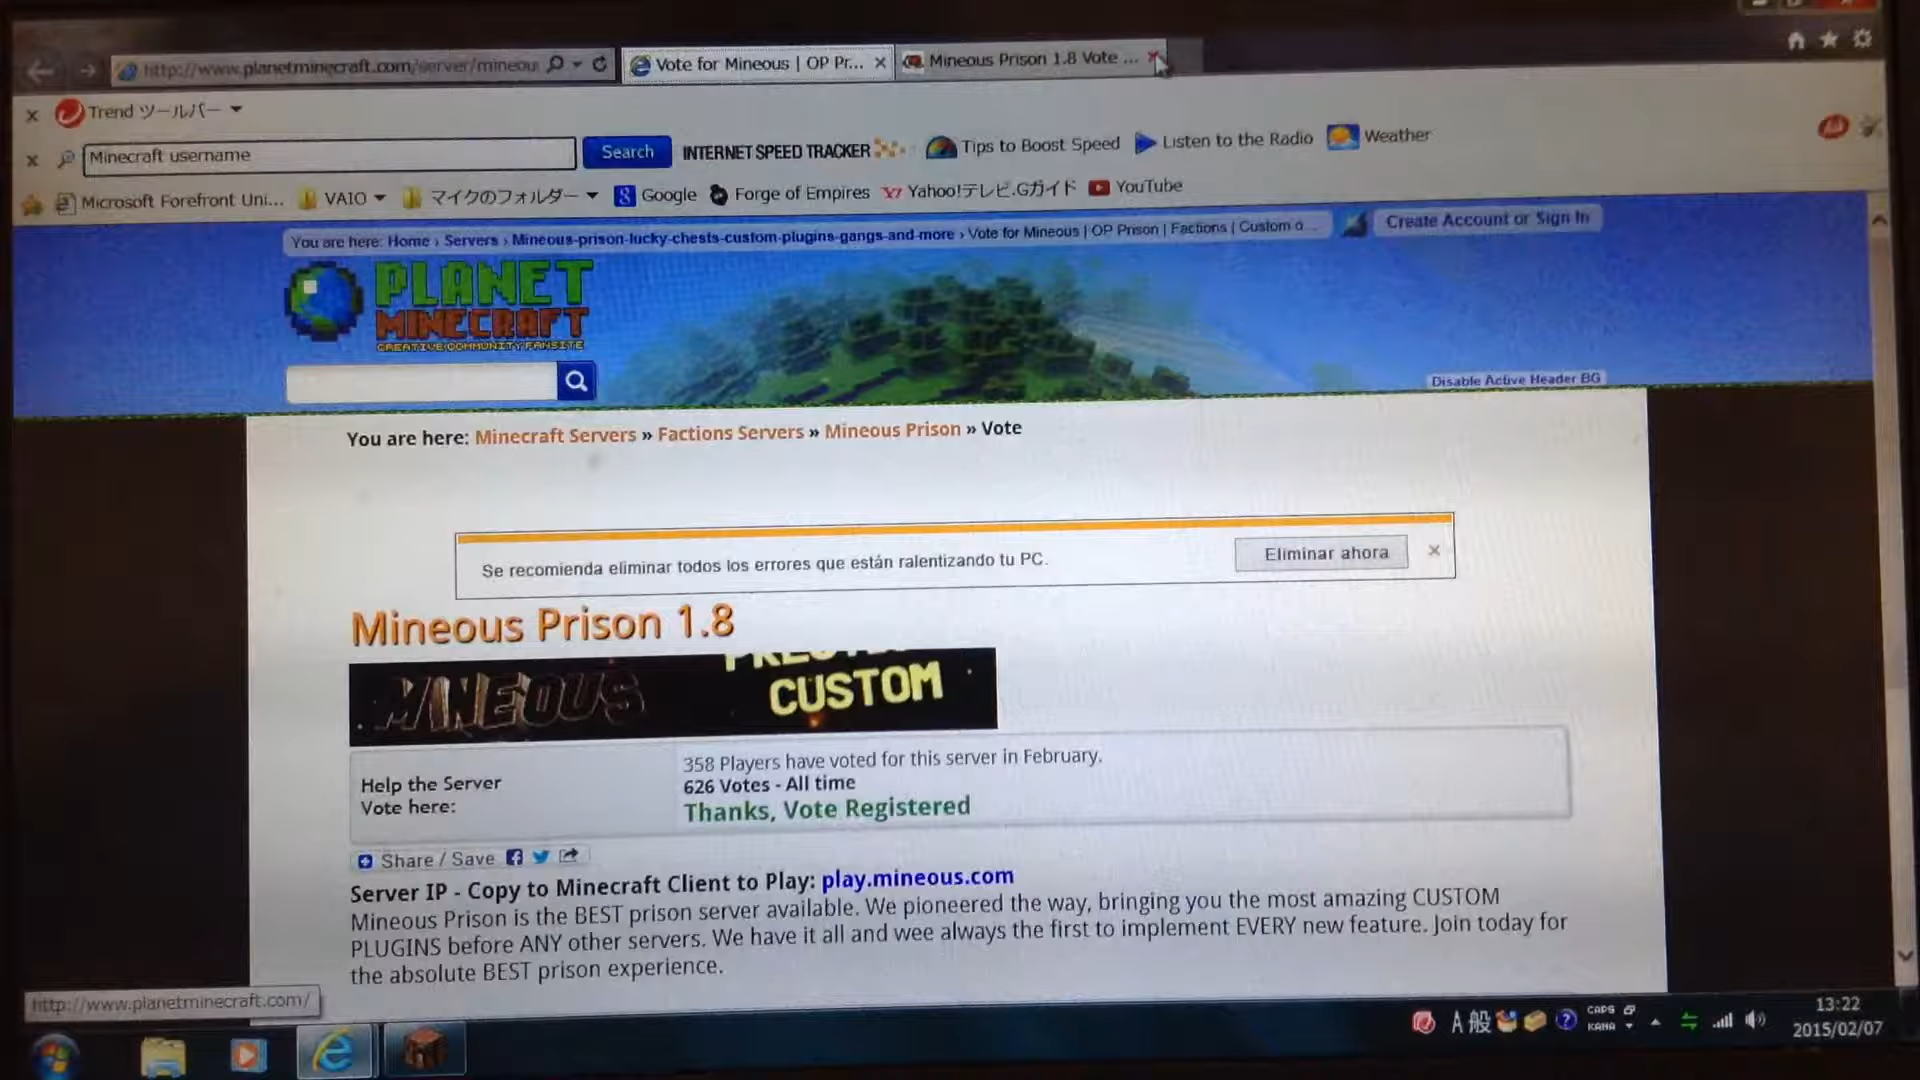 http://www.planetminecraft.com/server/mineou
Vote for Mineous | OP Pr...
Mineous Prison 1.8 Vote ...
Trend ツールバー
Minecraft username
Search
INTERNET SPEED TRACKER
Tips to Boost Speed
Listen to the Radio
Weather
Microsoft Forefront Uni...
VAIO
マイクのフォルダー
Google
Forge of Empires
Yahoo!テレビ.Gガイド
YouTube
You are here: Home › Servers › Mineous-prison-lucky-chests-custom-plugins-gangs-and-more › Vote for Mineous | OP Prison | Factions | Custom o ...
Create Account or Sign In
PLANET
MINECRAFT
CREATIVE COMMUNITY FANSITE
Disable Active Header BG
You are here: Minecraft Servers » Factions Servers » Mineous Prison » Vote
Se recomienda eliminar todos los errores que están ralentizando tu PC.
Eliminar ahora
Mineous Prison 1.8
MINEOUS
CUSTOM
358 Players have voted for this server in February.
Help the Server
Vote here:
626 Votes - All time
Thanks, Vote Registered
Share / Save
Server IP - Copy to Minecraft Client to Play: play.mineous.com
Mineous Prison is the BEST prison server available. We pioneered the way, bringing you the most amazing CUSTOM
PLUGINS before ANY other servers. We have it all and wee always the first to implement EVERY new feature. Join today for
the absolute BEST prison experience.
http://www.planetminecraft.com/
A 般
CAPS
KANA
13:22
2015/02/07